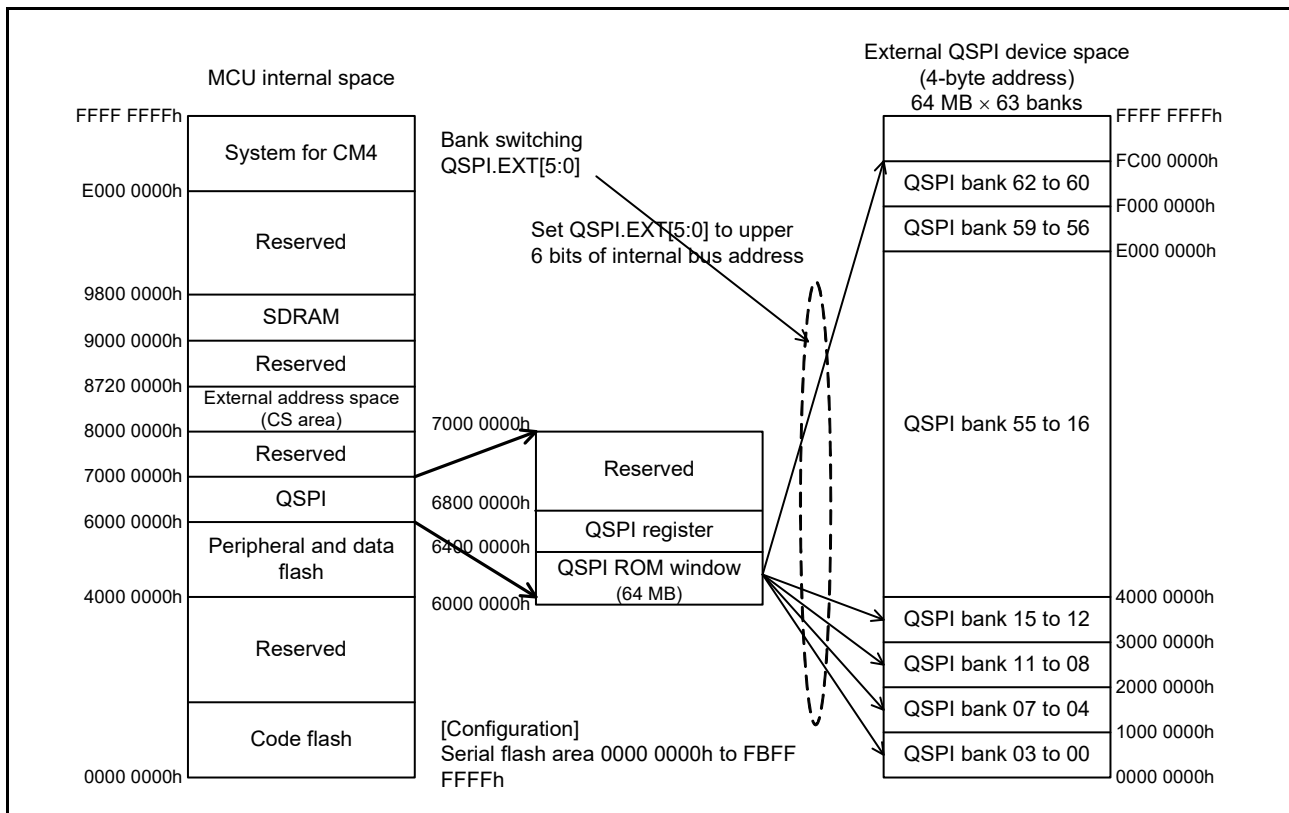 MCU internal space
FFFF FFFFh
System for CM4
E000 0000h
Reserved
9800 0000h
SDRAM
9000 0000h
Reserved
8720 0000h
External address space
(CS area)
8000 0000h
Reserved
7000 0000h
QSPI
6000 0000h
Peripheral and data
flash
4000 0000h
Reserved
Code flash
0000 0000h
Bank switching
QSPI.EXT[5:0]
Set QSPI.EXT[5:0] to upper
6 bits of internal bus address
7000 0000h
Reserved
6800 0000h
QSPI register
6400 0000h
QSPI ROM window
(64 MB)
6000 0000h
[Configuration]
Serial flash area 0000 0000h to FBFF
FFFFh
External QSPI device space
(4-byte address)
64 MB × 63 banks
FFFF FFFFh
FC00 0000h
QSPI bank 62 to 60
F000 0000h
QSPI bank 59 to 56
E000 0000h
QSPI bank 55 to 16
4000 0000h
QSPI bank 15 to 12
3000 0000h
QSPI bank 11 to 08
2000 0000h
QSPI bank 07 to 04
1000 0000h
QSPI bank 03 to 00
0000 0000h